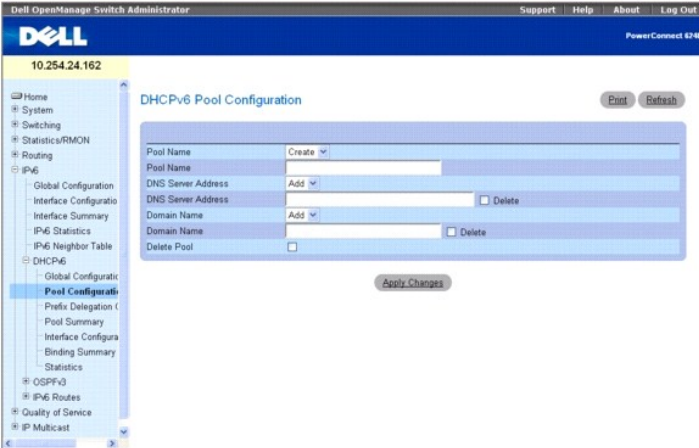 Dell OpenManage Switch Administrator
Support Help About Log Out
DELL
PowerConnect 624
10.254.24.162
Home
System
Switching
Statistics/RMON
Routing
IPv6
Global Configuration
Interface Configuratio
Interface Summary
IPv6 Statistics
IPv6 Neighbor Table
DHCPv6
Global Configuratic
Pool Configurati
Prefix Delegation C
Pool Summary
Interface Configura
Binding Summary
Statistics
OSPFv3
IPv6 Routes
Quality of Service
IP Multicast
DHCPv6 Pool Configuration
Print Refresh
Pool Name Create
Pool Name
DNS Server Address Add
DNS Server Address Delete
Domain Name Add
Domain Name Delete
Delete Pool
Apply Changes